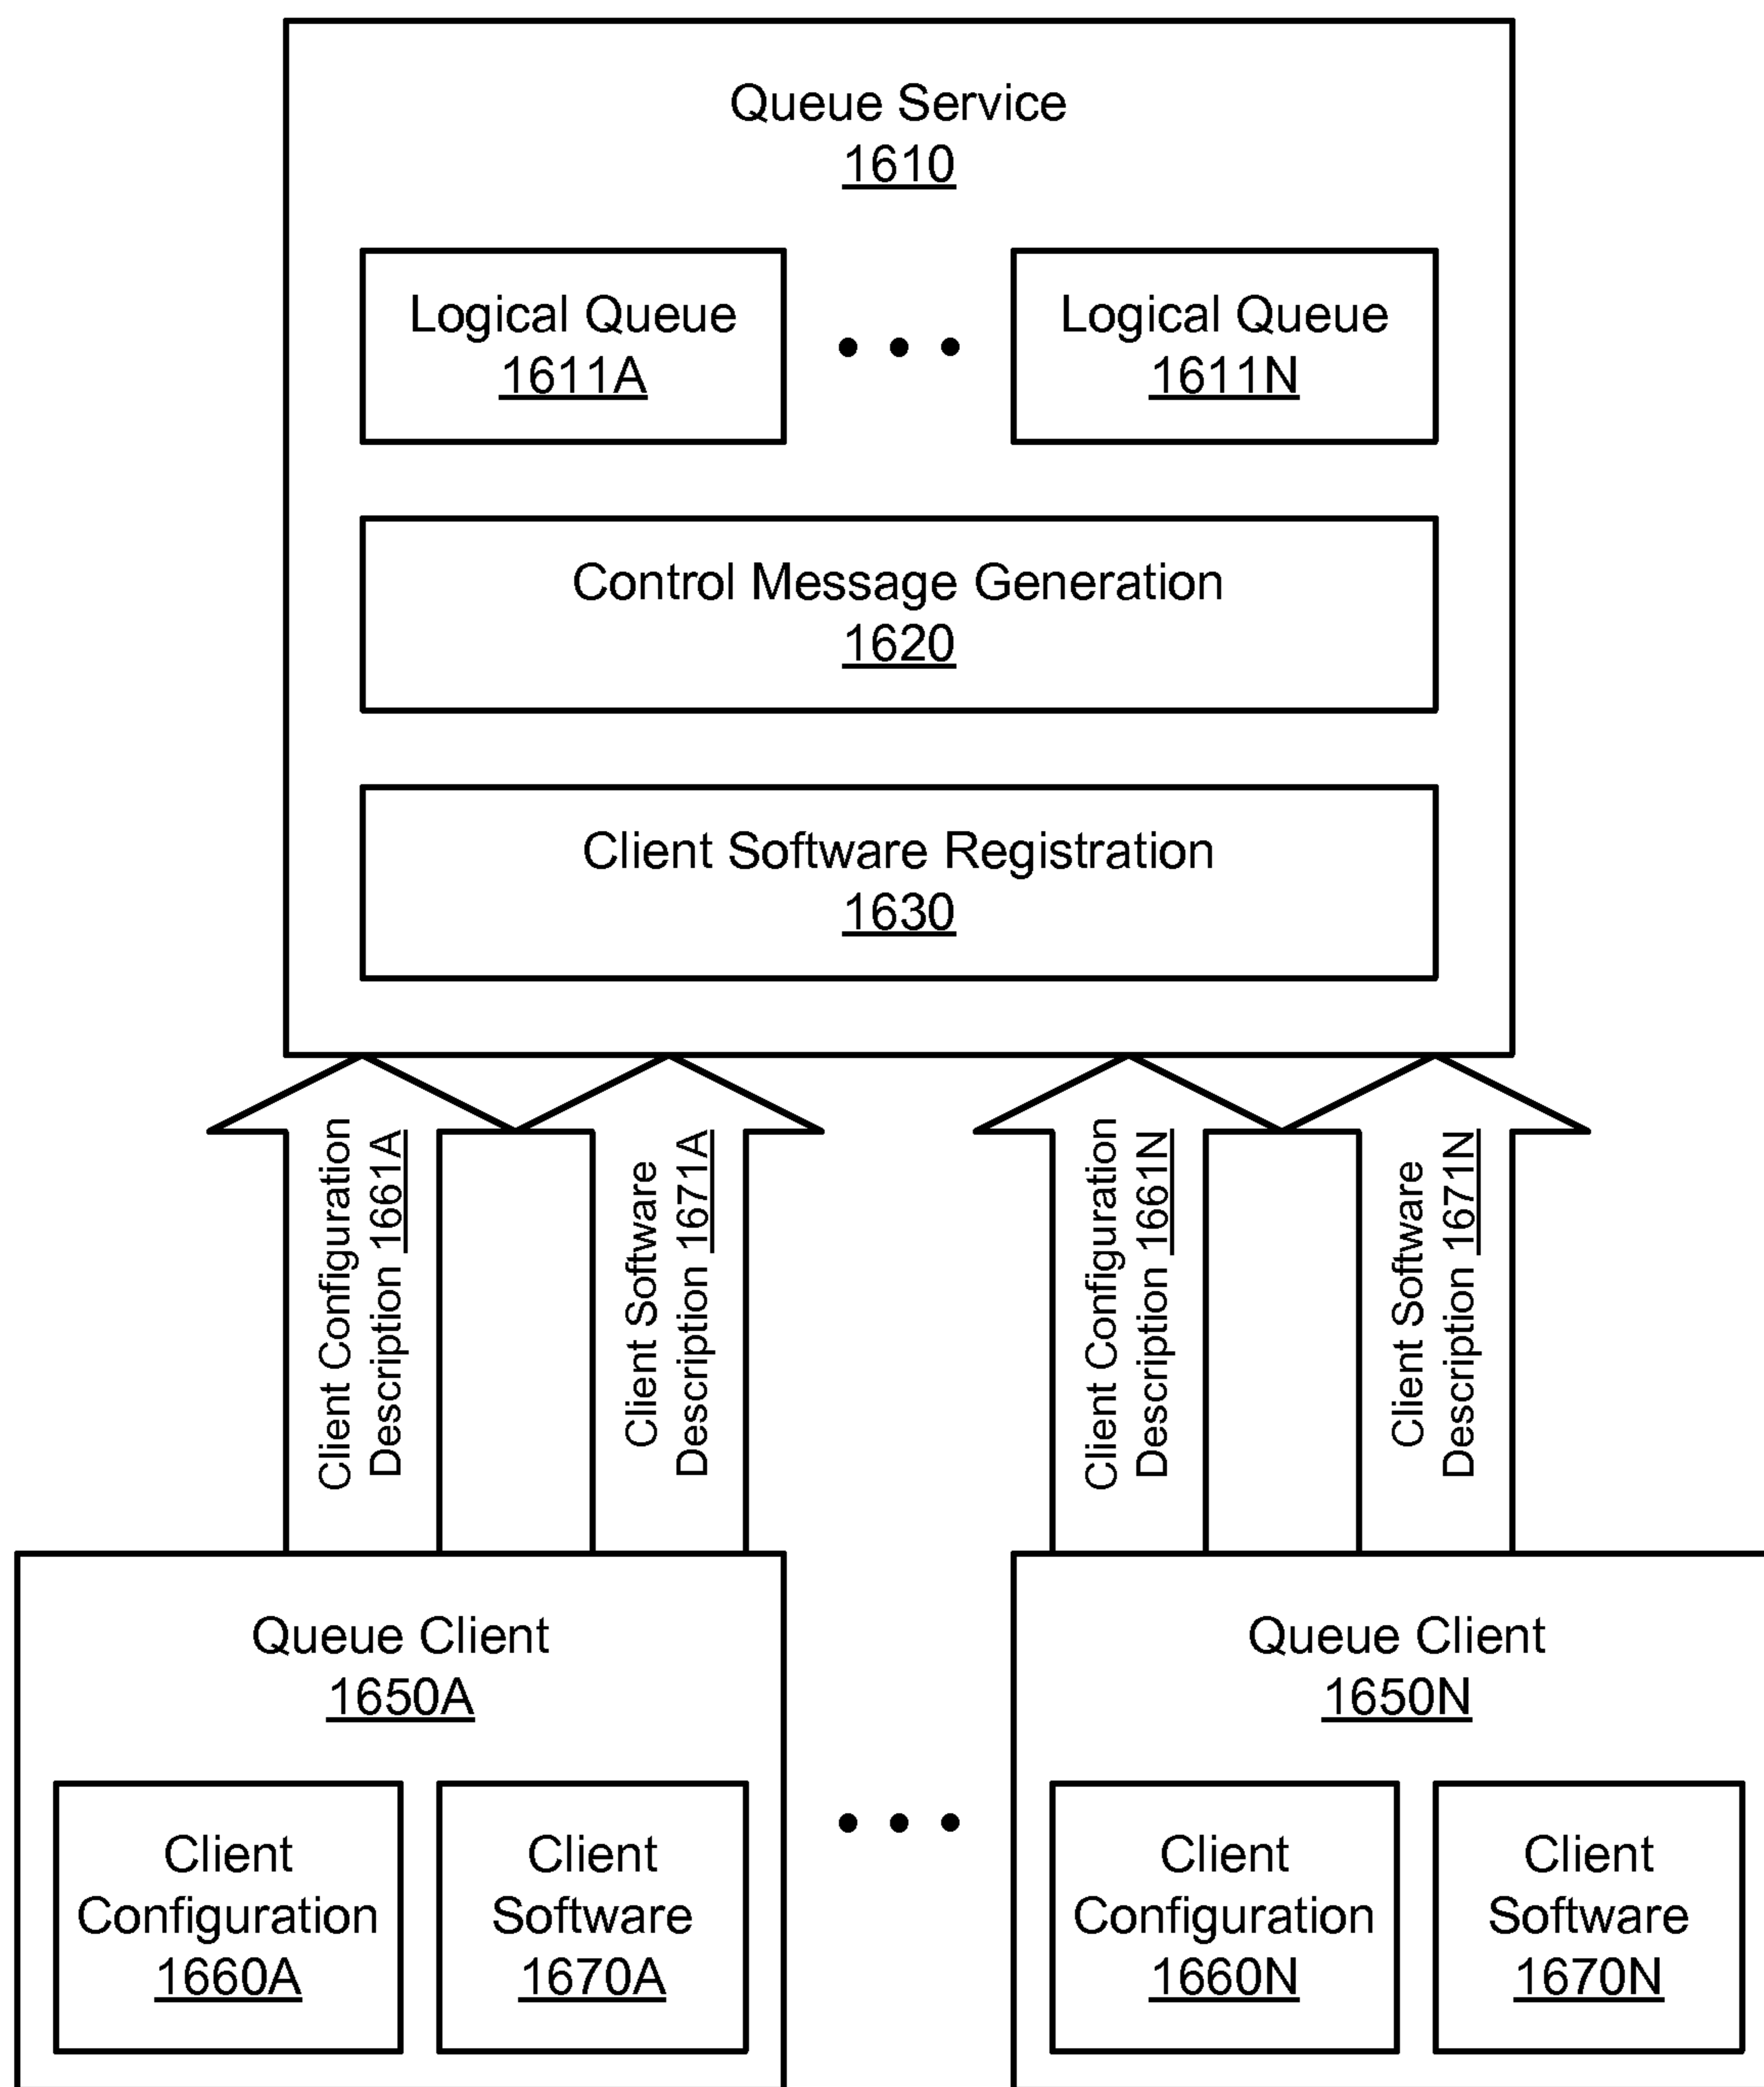 Queue Service
1610
Logical Queue
1611A
Logical Queue
1611N
Control Message Generation
1620
Client Software Registration
1630
Client Configuration
Description 1661A
Client Software
Description 1671A
Client Configuration
Description 1661N
Client Software
Description 1671N
Queue Client
1650A
Client
Configuration
1660A
Client
Software
1670A
Queue Client
1650N
Client
Configuration
1660N
Client
Software
1670N